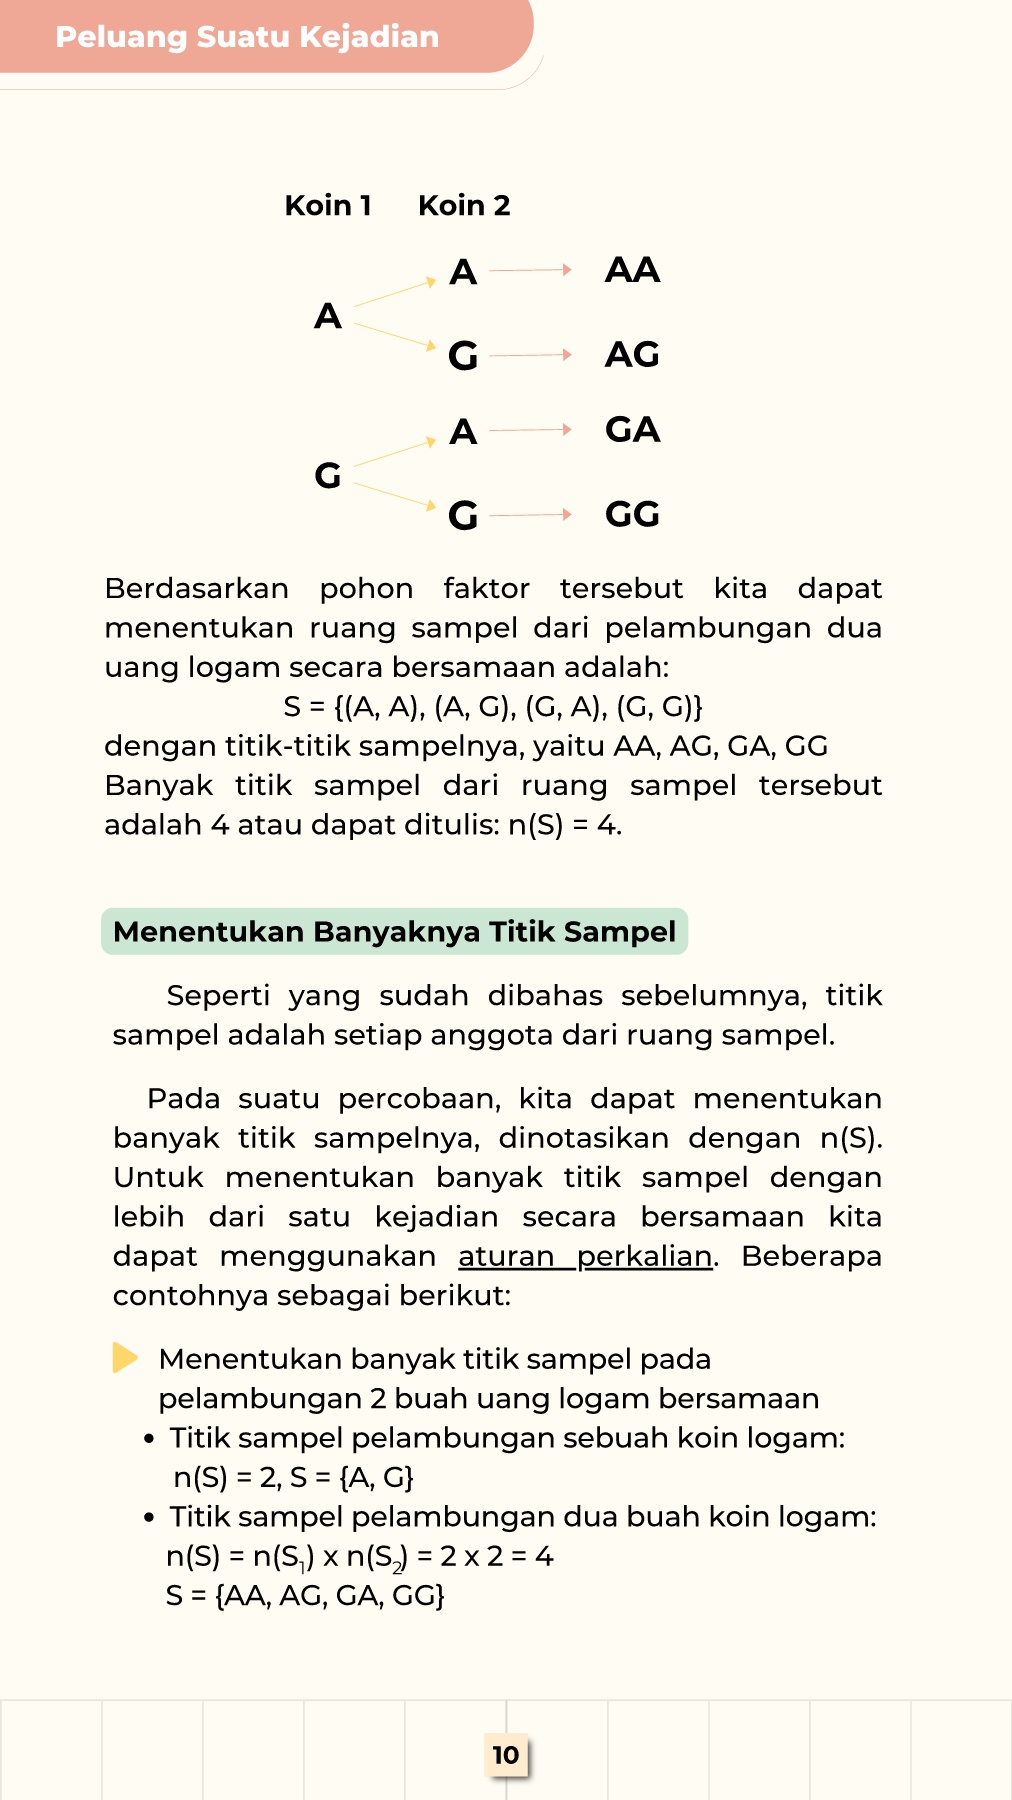 Peluang Suatu Kejadian
Koin 1 Koin 2
A AA
A
G AG
A GA
G
G GG
Berdasarkan pohon faktor tersebut kita dapat
menentukan ruang sampel dari pelambungan dua
uang logam secara bersamaan adalah:
S = {(A, A), (A, G), (G, A), (G, G)}
dengan titik-titik sampelnya, yaitu AA, AG, GA, GG
Banyak titik sampel dari ruang sampel tersebut
adalah 4 atau dapat ditulis: n(S) = 4.
Menentukan Banyaknya Titik Sampel
Seperti yang sudah dibahas sebelumnya, titik
sampel adalah setiap anggota dari ruang sampel.
Pada suatu percobaan, kita dapat menentukan
banyak titik sampelnya, dinotasikan dengan n(S).
Untuk menentukan banyak titik sampel dengan
lebih dari satu kejadian secara bersamaan kita
dapat menggunakan aturan perkalian. Beberapa
contohnya sebagai berikut:
Menentukan banyak titik sampel pada
pelambungan 2 buah uang logam bersamaan
• Titik sampel pelambungan sebuah koin logam:
n(S) = 2, S = {A, G}
• Titik sampel pelambungan dua buah koin logam:
n(S) = n(S₁) x n(S₂) = 2 x 2 = 4
S = {AA, AG, GA, GG}
10